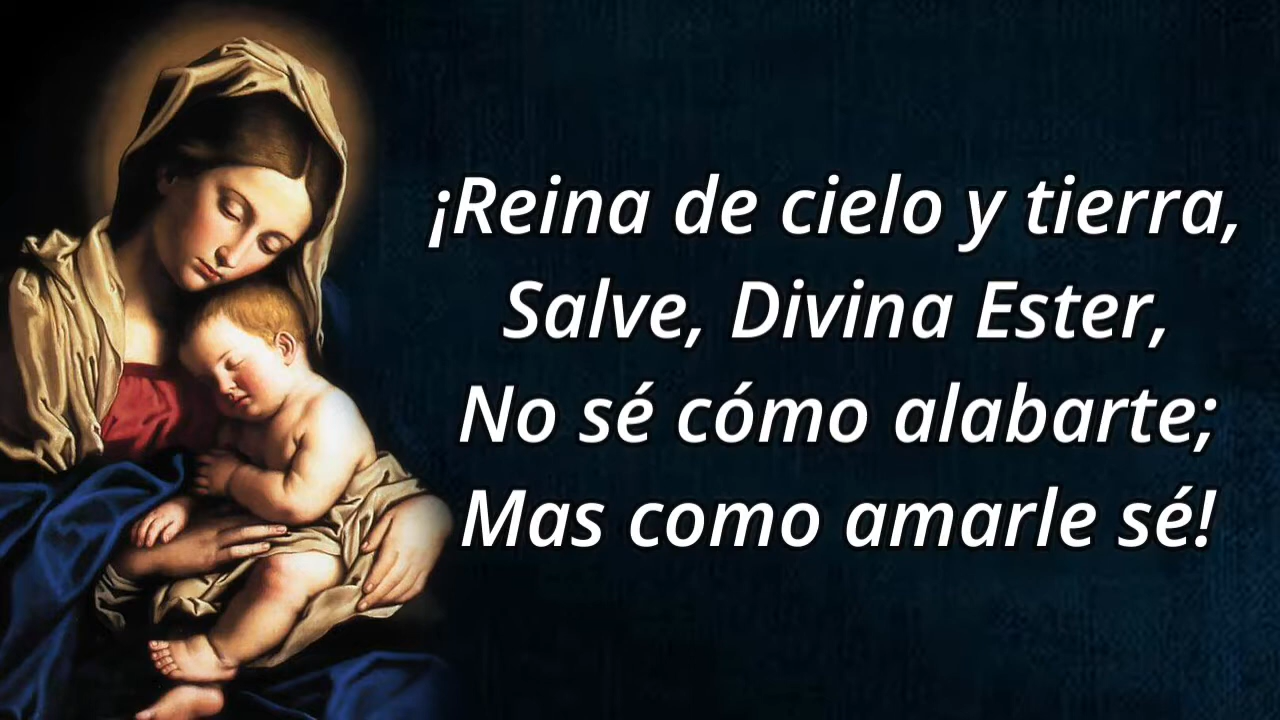 ¡Reina de cielo y tierra,
Salve, Divina Ester,
No sé cómo alabarte;
Mas como amarle sé!